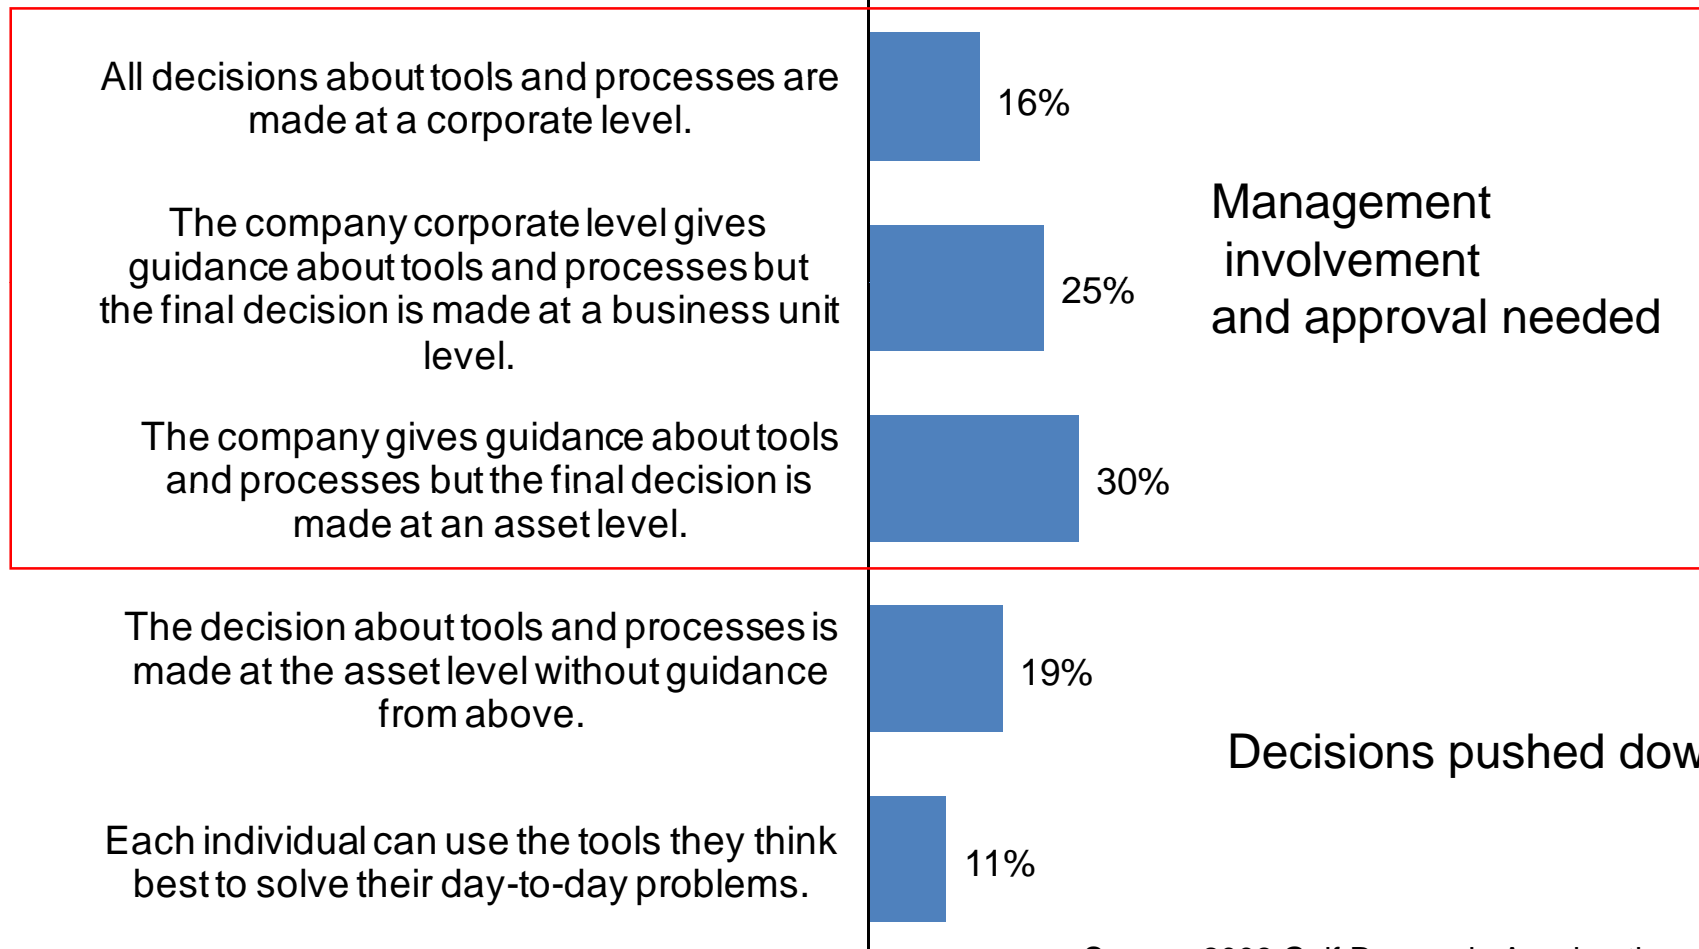 All decisions about tools and processes are
made at a corporate level.
16%
The company corporate level gives
guidance about tools and processes but
the final decision is made at a business unit
level.
25%
Management
involvement
and approval needed
The company gives guidance about tools
and processes but the final decision is
made at an asset level.
30%
The decision about tools and processes is
made at the asset level without guidance
from above.
19%
Decisions pushed
Each individual can use the tools they think
best to solve their day-to-day problems.
11%